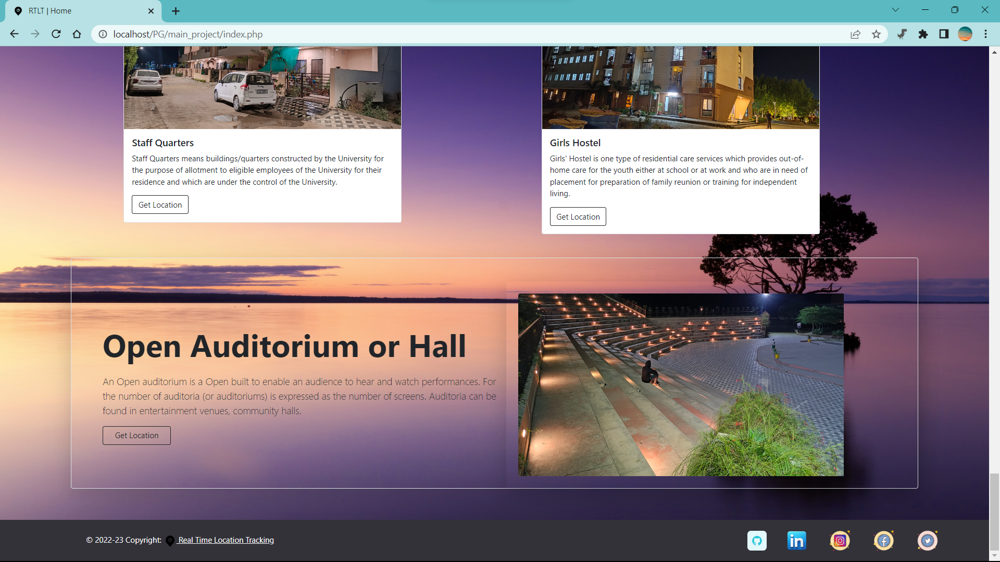 RTLT | Home
localhost/PG/main_project/index.php
Staff Quarters
Staff Quarters means buildings/quarters constructed by the University for
the purpose of allotment to eligible employees of the University for their
residence and which are under the control of the University.
Get Location
Girls Hostel
Girls' Hostel is one type of residential care services which provides out-of-
home care for the youth either at school or at work and who are in need of
placement for preparation of family reunion or training for independent
living.
Get Location
Open Auditorium or Hall
An Open auditorium is a Open built to enable an audience to hear and watch performances. For
the number of auditoria (or auditoriums) is expressed as the number of screens. Auditoria can be
found in entertainment venues, community halls.
Get Location
© 2022-23 Copyright: Real Time Location Tracking
in